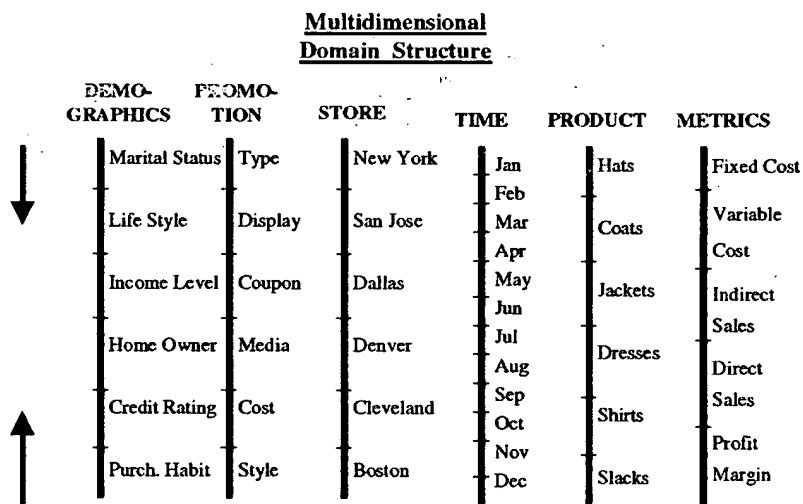 Multidimensional
Domain Structure
DEMO-
GRAPHICS
PROMO-
TION
STORE
TIME
PRODUCT
METRICS
Marital Status
Life Style
Income Level
Home Owner
Credit Rating
Purch. Habit
Type
Display
Coupon
Media
Cost
Style
New York
San Jose
Dallas
Denver
Cleveland
Boston
Jan
Feb
Mar
Apr
May
Jun
Jul
Aug
Sep
Oct
Nov
Dec
Hats
Coats
Jackets
Dresses
Shirts
Slacks
Fixed Cost
Variable
Cost
Indirect
Sales
Direct
Sales
Profit
Margin